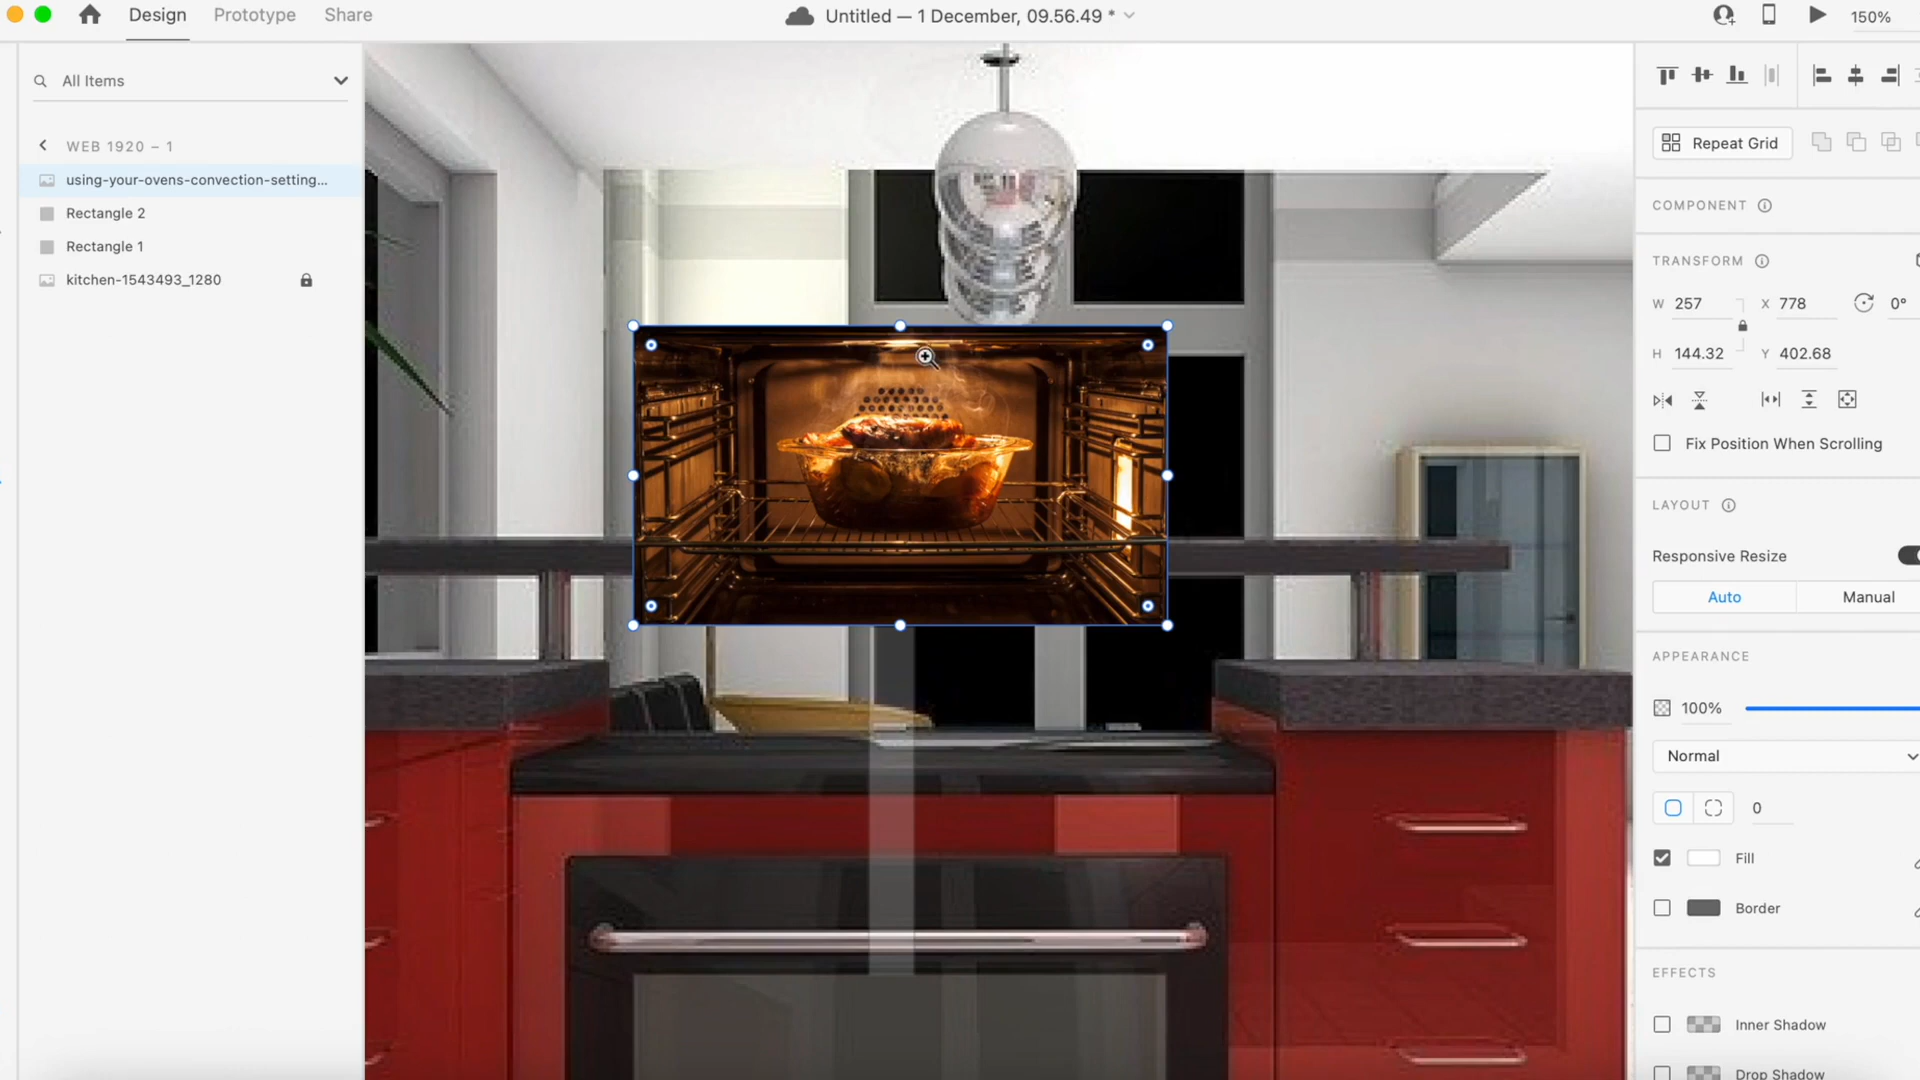 Design Prototype Share
Untitled — 1 December, 09.56.49 *
150%
All Items
WEB 1920 – 1
using-your-ovens-convection-setting...
Rectangle 2
Rectangle 1
kitchen-1543493_1280
Repeat Grid
COMPONENT
TRANSFORM
W 257 X 778 0°
H 144.32 Y 402.68
Fix Position When Scrolling
LAYOUT
Responsive Resize
Auto Manual
APPEARANCE
100%
Normal
0
Fill
Border
EFFECTS
Inner Shadow
Drop Shadow